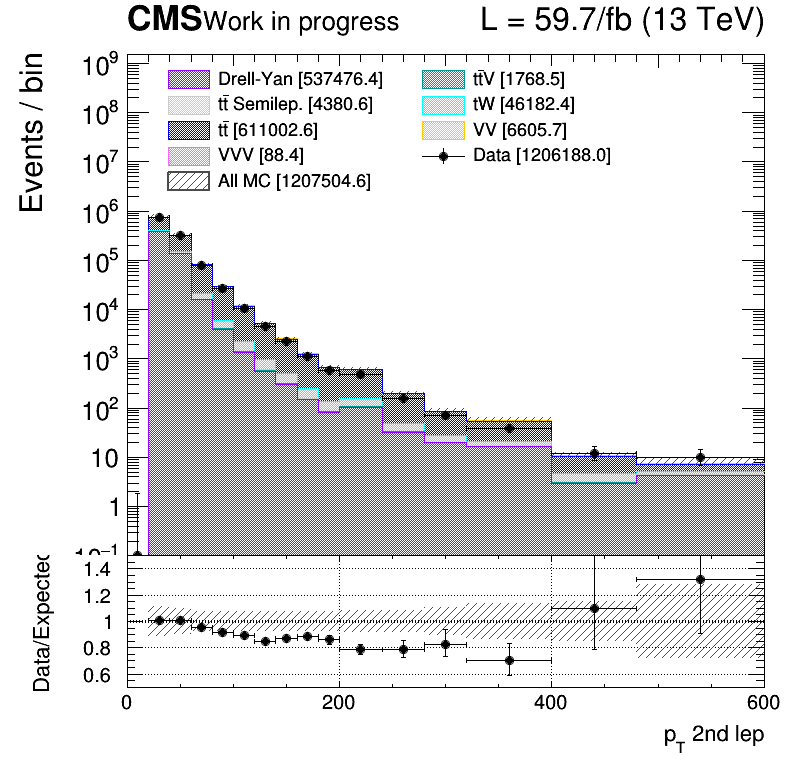 CMS Work in progress L = 59.7/fb (13 TeV)
Events / bin
10⁹
10⁸
10⁷
10⁶
10⁵
10⁴
10³
10²
10
1
10⁻¹
Drell-Yan [537476.4]
tt̄ Semilep. [4380.6]
tt̄ [611002.6]
VVV [88.4]
All MC [1207504.6]
tt̄V [1768.5]
tW [46182.4]
VV [6605.7]
Data [1206188.0]
Data/Expected
1.4
1.2
1
0.8
0.6
0 200 400 600
p_T 2nd lep